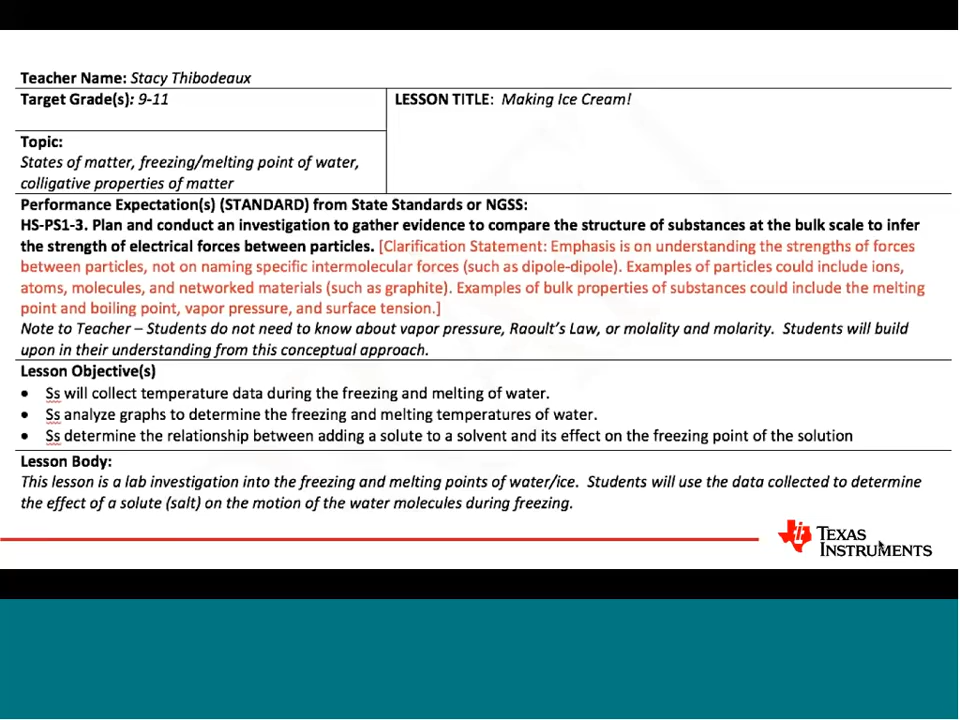 Teacher Name: Stacy Thibodeaux
Target Grade(s): 9-11
LESSON TITLE: Making Ice Cream!
Topic:
States of matter, freezing/melting point of water,
colligative properties of matter
Performance Expectation(s) (STANDARD) from State Standards or NGSS:
HS-PS1-3. Plan and conduct an investigation to gather evidence to compare the structure of substances at the bulk scale to infer
the strength of electrical forces between particles. [Clarification Statement: Emphasis is on understanding the strengths of forces
between particles, not on naming specific intermolecular forces (such as dipole-dipole). Examples of particles could include ions,
atoms, molecules, and networked materials (such as graphite). Examples of bulk properties of substances could include the melting
point and boiling point, vapor pressure, and surface tension.]
Note to Teacher – Students do not need to know about vapor pressure, Raoult's Law, or molality and molarity. Students will build
upon in their understanding from this conceptual approach.
Lesson Objective(s)
• Ss will collect temperature data during the freezing and melting of water.
• Ss analyze graphs to determine the freezing and melting temperatures of water.
• Ss determine the relationship between adding a solute to a solvent and its effect on the freezing point of the solution
Lesson Body:
This lesson is a lab investigation into the freezing and melting points of water/ice. Students will use the data collected to determine
the effect of a solute (salt) on the motion of the water molecules during freezing.
TEXAS
INSTRUMENTS